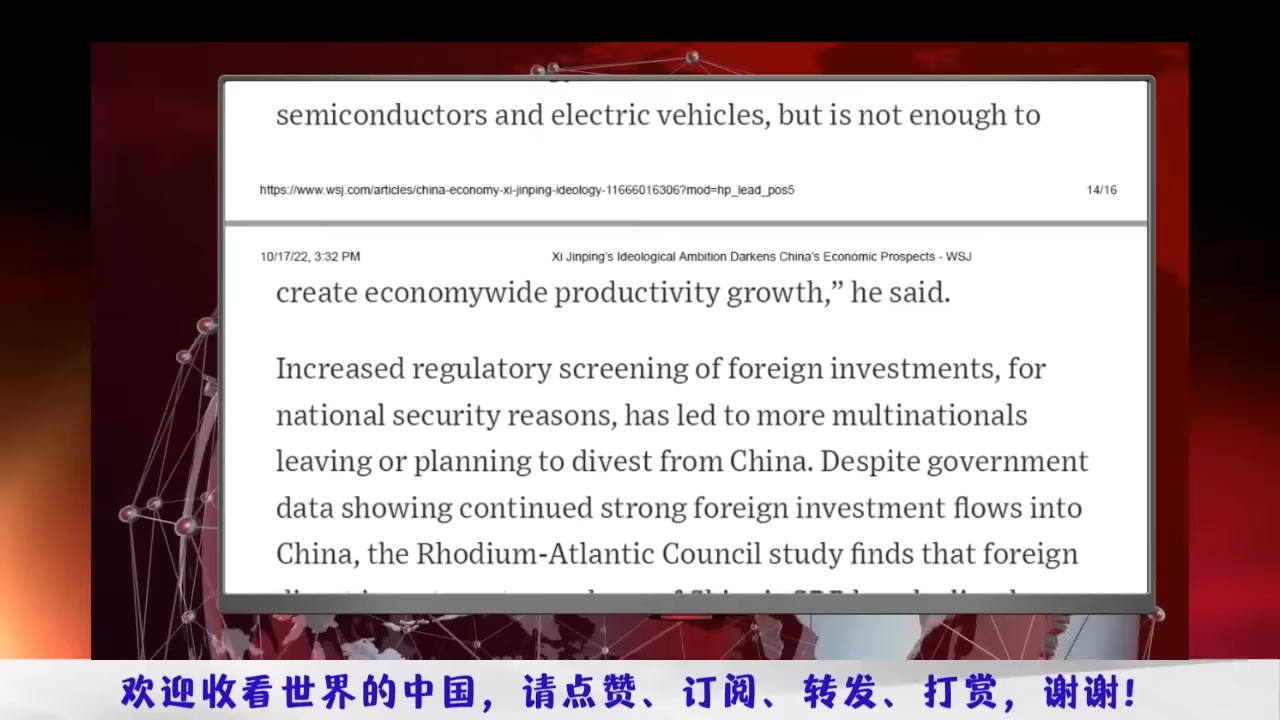 semiconductors and electric vehicles, but is not enough to
https://www.wsj.com/articles/china-economy-xi-jinping-ideology-11666016306?mod=hp_lead_pos5 14/16
10/17/22, 3:32 PM Xi Jinping's Ideological Ambition Darkens China's Economic Prospects - WSJ
create economywide productivity growth,” he said.
Increased regulatory screening of foreign investments, for
national security reasons, has led to more multinationals
leaving or planning to divest from China. Despite government
data showing continued strong foreign investment flows into
China, the Rhodium-Atlantic Council study finds that foreign
欢迎收看世界的中国，请点赞、订阅、转发、打赏，谢谢!